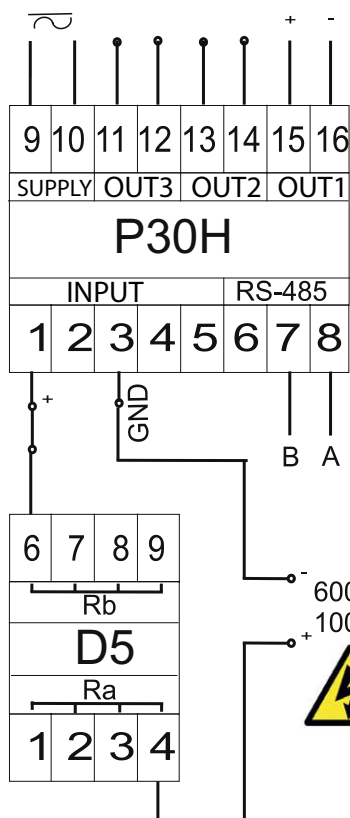 + -
9 10 11 12 13 14 15 16
SUPPLY OUT3 OUT2 OUT1
P30H
INPUT RS-485
1 2 3 4 5 6 7 8
+
GND
B A
6 7 8 9
-
Rb
+
D5
Ra
1 2 3 4